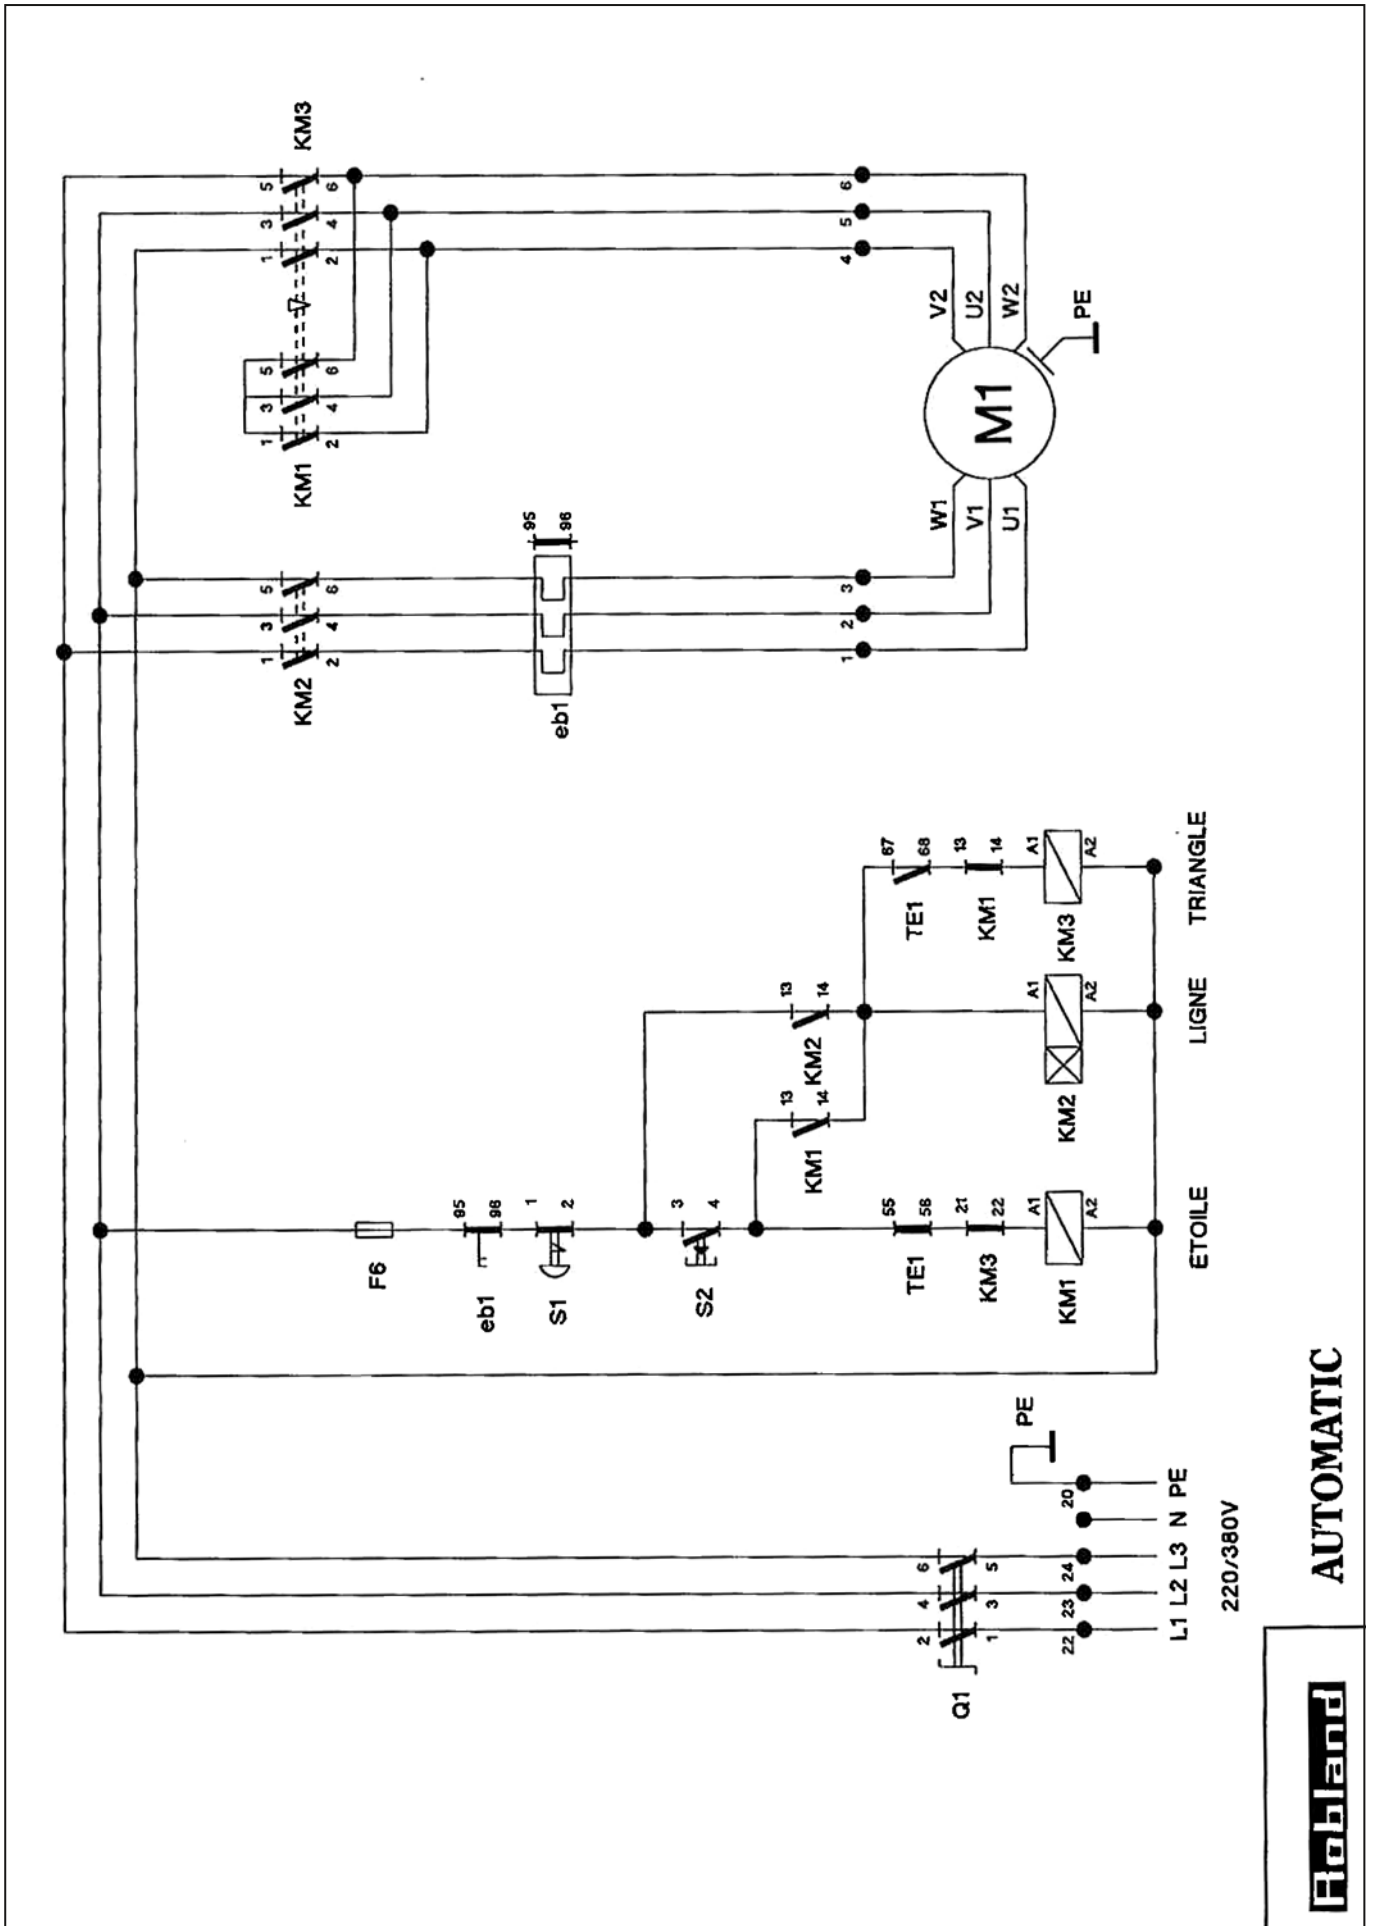 1 3 5 1 3 5 1 3 5
KM2 KM1 KM3
2 4 6 2 4 6 2 4 6
F6
95
eb1
96
1 95
S1 eb1
2 96
3
S2
4
13 13
KM1 KM2
14 14
1 2 3 4 5 6
55 67
TE1 TE1
2 4 6 56 68
W1 V2
Q1 21 13
V1 U2
1 3 5 KM3 KM1 22 14
M1
U1 W2
PE A1 A1 A1
KM1 KM2 KM3
22 23 24 20
A2 A2 A2 PE
L1 L2 L3 N PE
ETOILE LIGNE TRIANGLE
220/380V
AUTOMATIC
Robland